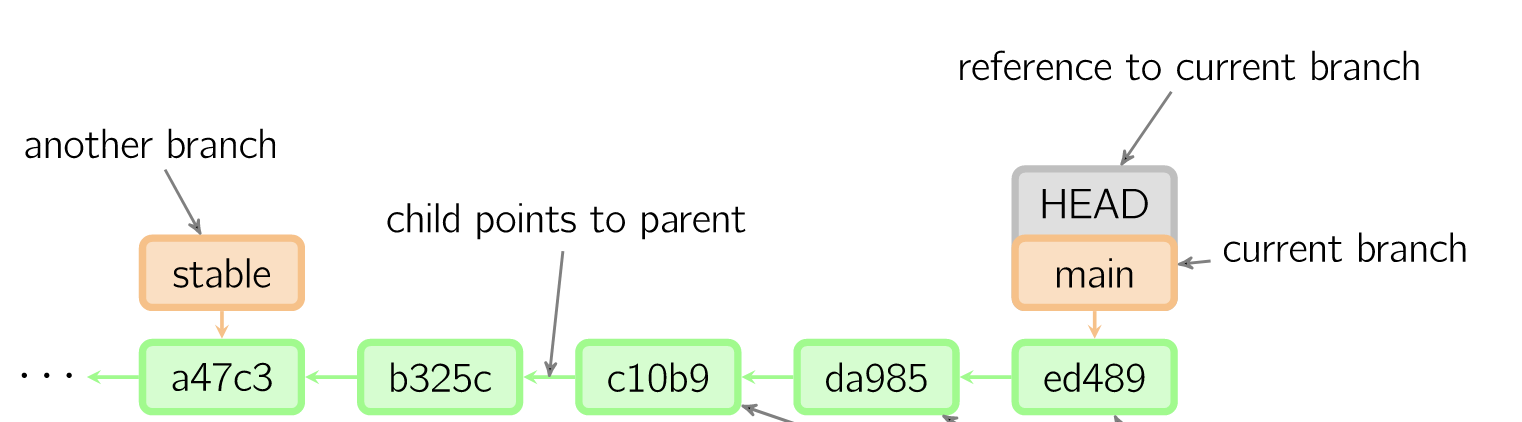 reference to current branch
another branch
HEAD
child points to parent
current branch
stable
main
··· a47c3 b325c c10b9 da985 ed489